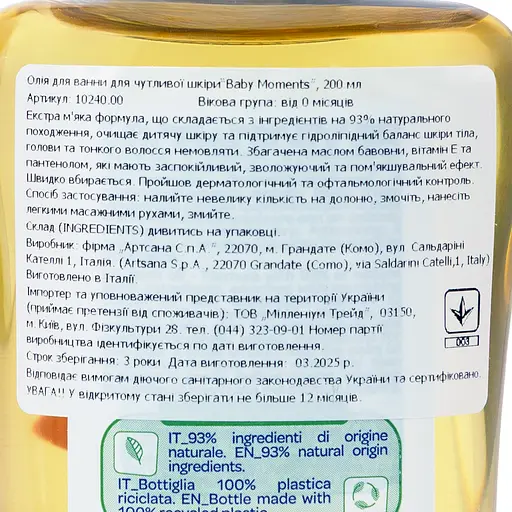 Олія для ванни для чутливої шкіри"Baby Moments", 200 мл
Артикул: 10240.00 Вікова група: від 0 місяців
Екстра м'яка формула, що складається з інгредієнтів на 93% натурального
походження, очищає дитячу шкіру та підтримує гідроліпідний баланс шкіри тіла,
голови та тонкого волосся немовляти. Збагачена маслом бавовни, вітамін Е та
пантенолом, які мають заспокійливий, зволожуючий та пом'якшувальний ефект.
Швидко вбирається. Пройшов дерматологічний та офтальмологічний контроль.
Спосіб застосування: налийте невелику кількість на долоню, змочіть, нанесіть
легкими масажними рухами, змийте.
Склад (INGREDIENTS) дивитись на упаковці.
Виробник: фірма „Артсана С.п.А.", 22070, м. Грандате (Комо), вул. Сальдаріні
Кателлі 1, Італія. (Artsana S.p.A., 22070 Grandate (Como), via Saldarini Catelli,1, Italy)
Виготовлено в Італії.
Імпортер та уповноважений представник на території України
(приймає претензії від споживачів): ТОВ „Мілленіум Трейд", 03150,
м. Київ, вул. Фізкультури 28. тел. (044) 323-09-01 Номер партії
виробництва ідентифікується по даті виготовлення.
003
Строк зберігання: 3 роки Дата виготовлення: 03.2025 р.
Відповідає вимогам діючого санітарного законодавства України та сертифіковано.
УВАГА!! У відкритому стані зберігати не більше 12 місяців.
IT_93% ingredienti di origine
naturale. EN_93% natural origin
ingredients.
IT_Bottiglia 100% plastica
riciclata. EN_Bottle made with
100% recycled plastic.